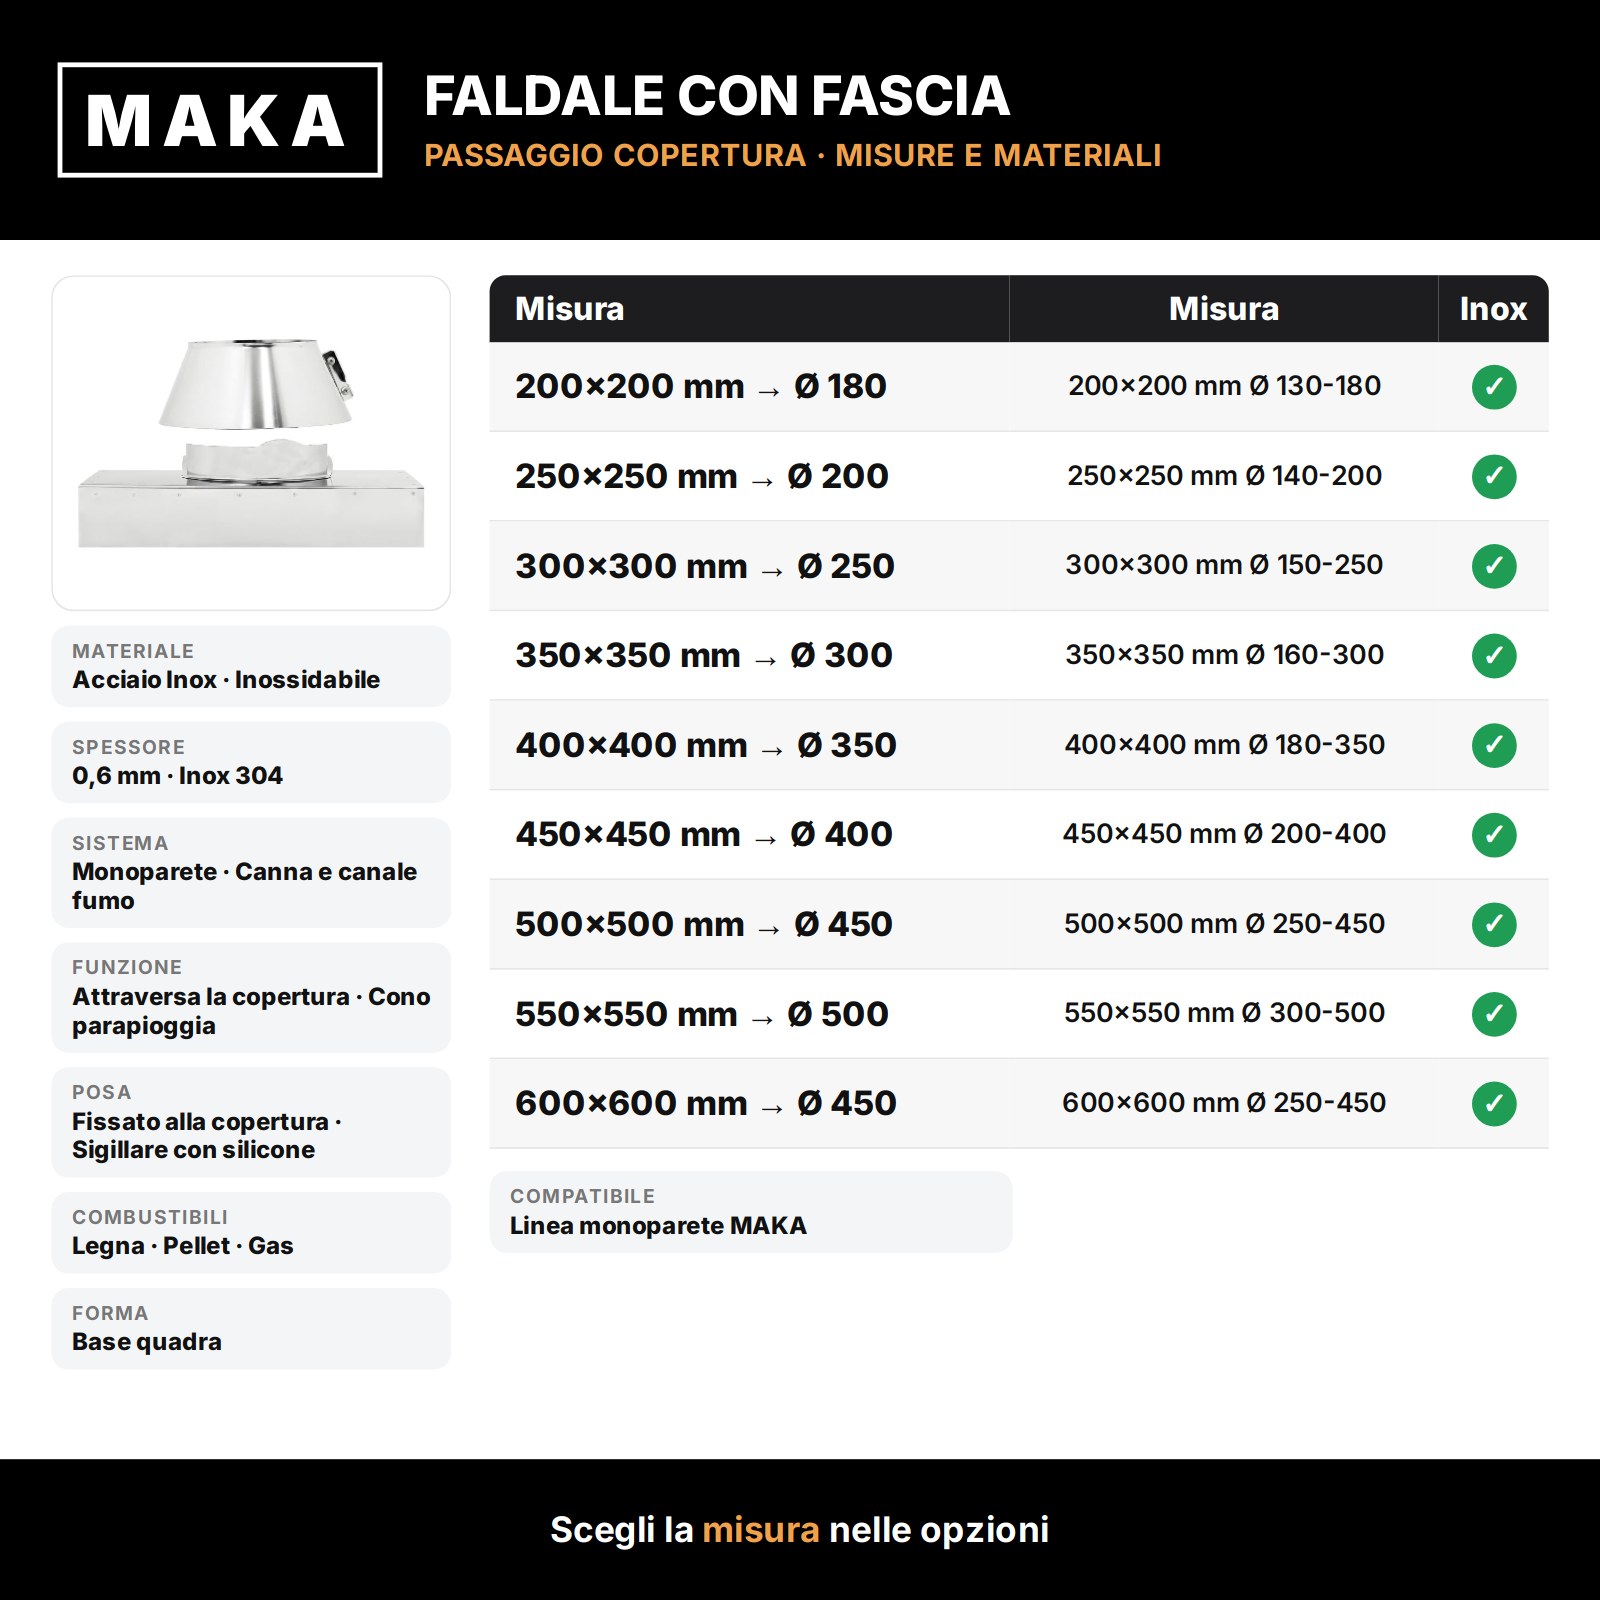 MAKA
FALDALE CON FASCIA
PASSAGGIO COPERTURA · MISURE E MATERIALI
MATERIALE
Acciaio Inox · Inossidabile
SPESSORE
0,6 mm · Inox 304
SISTEMA
Monoparete · Canna e canale
fumo
FUNZIONE
Attraversa la copertura · Cono
parapioggia
POSA
Fissato alla copertura ·
Sigillare con silicone
COMBUSTIBILI
Legna · Pellet · Gas
FORMA
Base quadra
Misura Misura Inox
200×200 mm → Ø 180 200×200 mm Ø 130-180 ✓
250×250 mm → Ø 200 250×250 mm Ø 140-200 ✓
300×300 mm → Ø 250 300×300 mm Ø 150-250 ✓
350×350 mm → Ø 300 350×350 mm Ø 160-300 ✓
400×400 mm → Ø 350 400×400 mm Ø 180-350 ✓
450×450 mm → Ø 400 450×450 mm Ø 200-400 ✓
500×500 mm → Ø 450 500×500 mm Ø 250-450 ✓
550×550 mm → Ø 500 550×550 mm Ø 300-500 ✓
600×600 mm → Ø 450 600×600 mm Ø 250-450 ✓
COMPATIBILE
Linea monoparete MAKA
Scegli la misura nelle opzioni